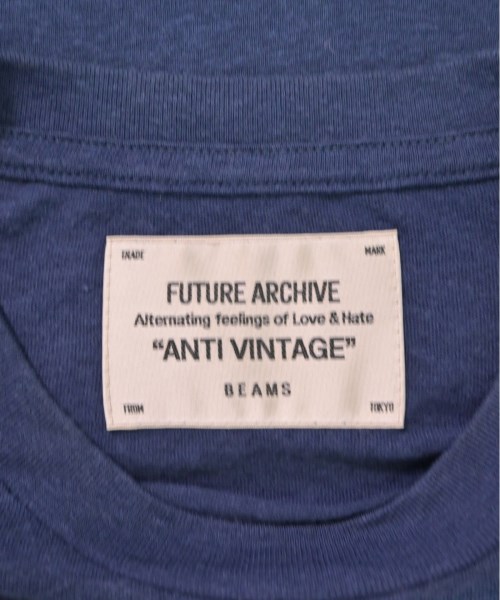 TRADE MARK
FUTURE ARCHIVE
Alternating feelings of Love & Hate
“ANTI VINTAGE”
BEAMS
FROM TOKYO